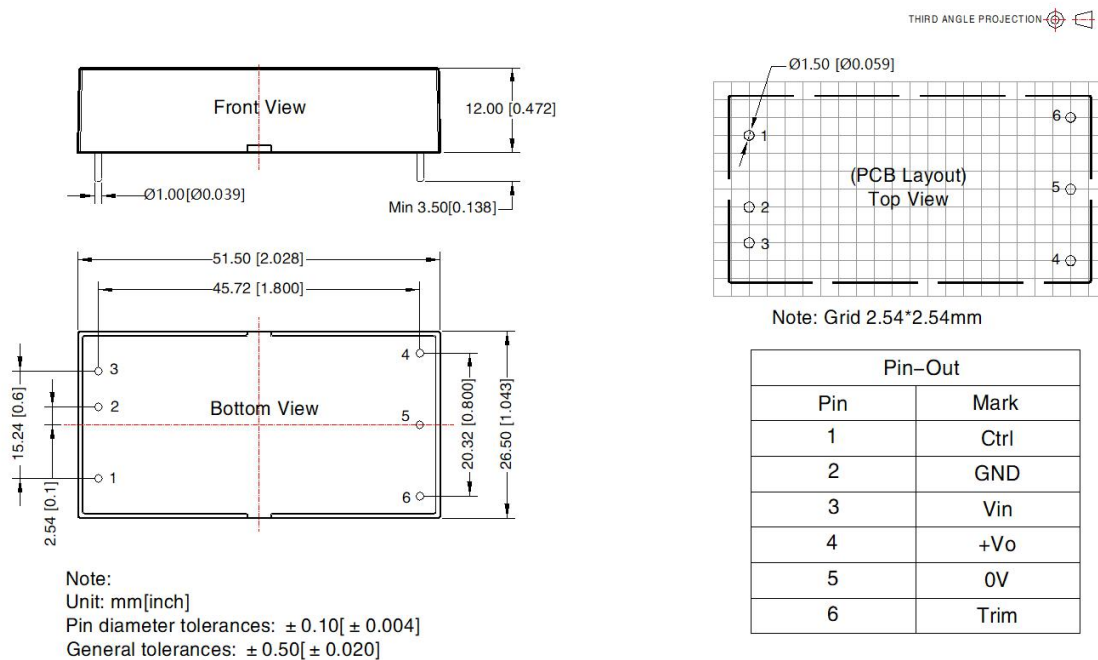 THIRD ANGLE PROJECTION
Front View
12.00 [0.472]
Ø1.00[Ø0.039]
Min 3.50[0.138]
Ø1.50 [Ø0.059]
1
2
3
6
5
4
(PCB Layout)
Top View
Note: Grid 2.54*2.54mm
51.50 [2.028]
45.72 [1.800]
3
2
1
4
5
6
Bottom View
15.24 [0.6]
2.54 [0.1]
20.32 [0.800]
26.50 [1.043]
Pin–Out
Pin Mark
1 Ctrl
2 GND
3 Vin
4 +Vo
5 0V
6 Trim
Note:
Unit: mm[inch]
Pin diameter tolerances: ± 0.10[ ± 0.004]
General tolerances: ± 0.50[ ± 0.020]